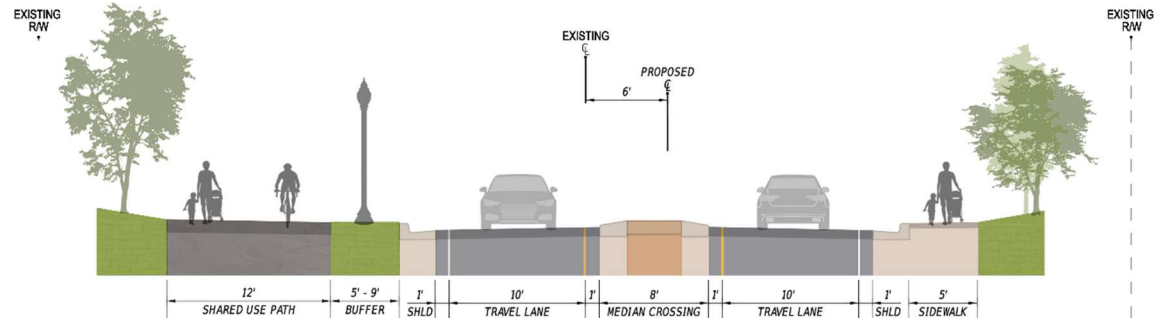 EXISTING
R/W
EXISTING
℄
PROPOSED
℄
6'
EXISTING
R/W
12'
SHARED USE PATH
5' - 9'
BUFFER
1'
SHLD
10'
TRAVEL LANE
1'
8'
MEDIAN CROSSING
1'
10'
TRAVEL LANE
1'
SHLD
5'
SIDEWALK